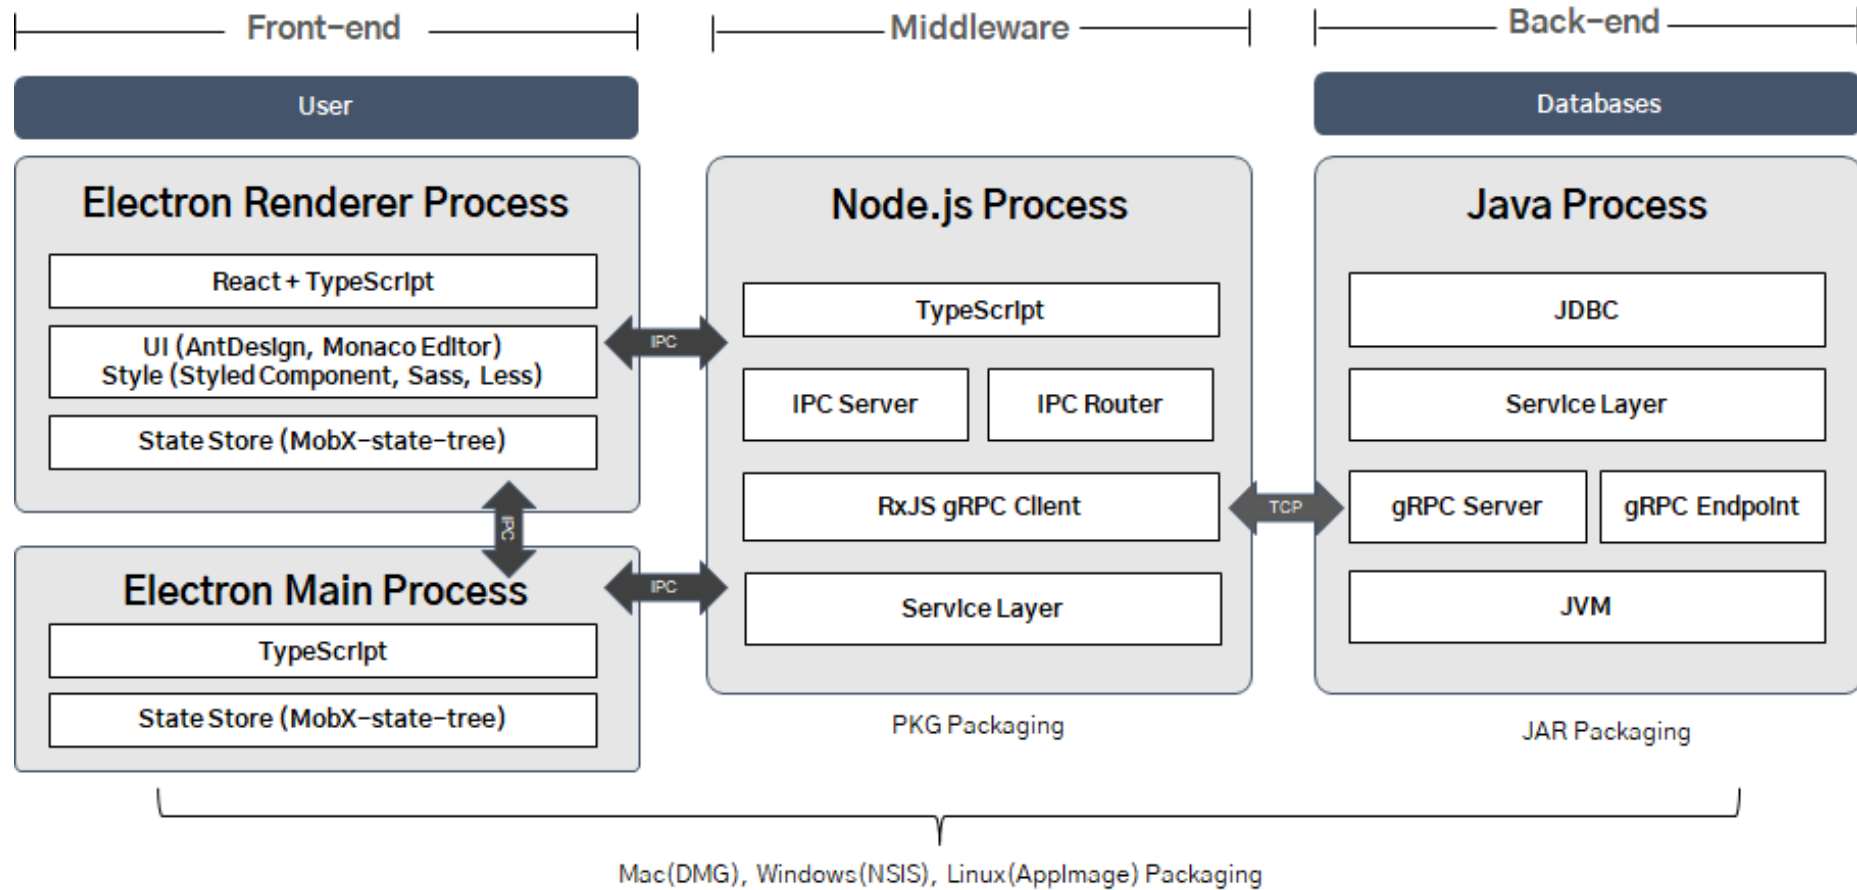 Front-end
Middleware
Back-end
User
Databases
Electron Renderer Process
React + TypeScript
UI (AntDesign, Monaco Editor)
Style (Styled Component, Sass, Less)
State Store (MobX-state-tree)
IPC
IPC
Electron Main Process
TypeScript
State Store (MobX-state-tree)
IPC
Node.js Process
TypeScript
IPC Server
IPC Router
RxJS gRPC Client
Service Layer
PKG Packaging
TCP
Java Process
JDBC
Service Layer
gRPC Server
gRPC Endpoint
JVM
JAR Packaging
Mac(DMG), Windows(NSIS), Linux(AppImage) Packaging